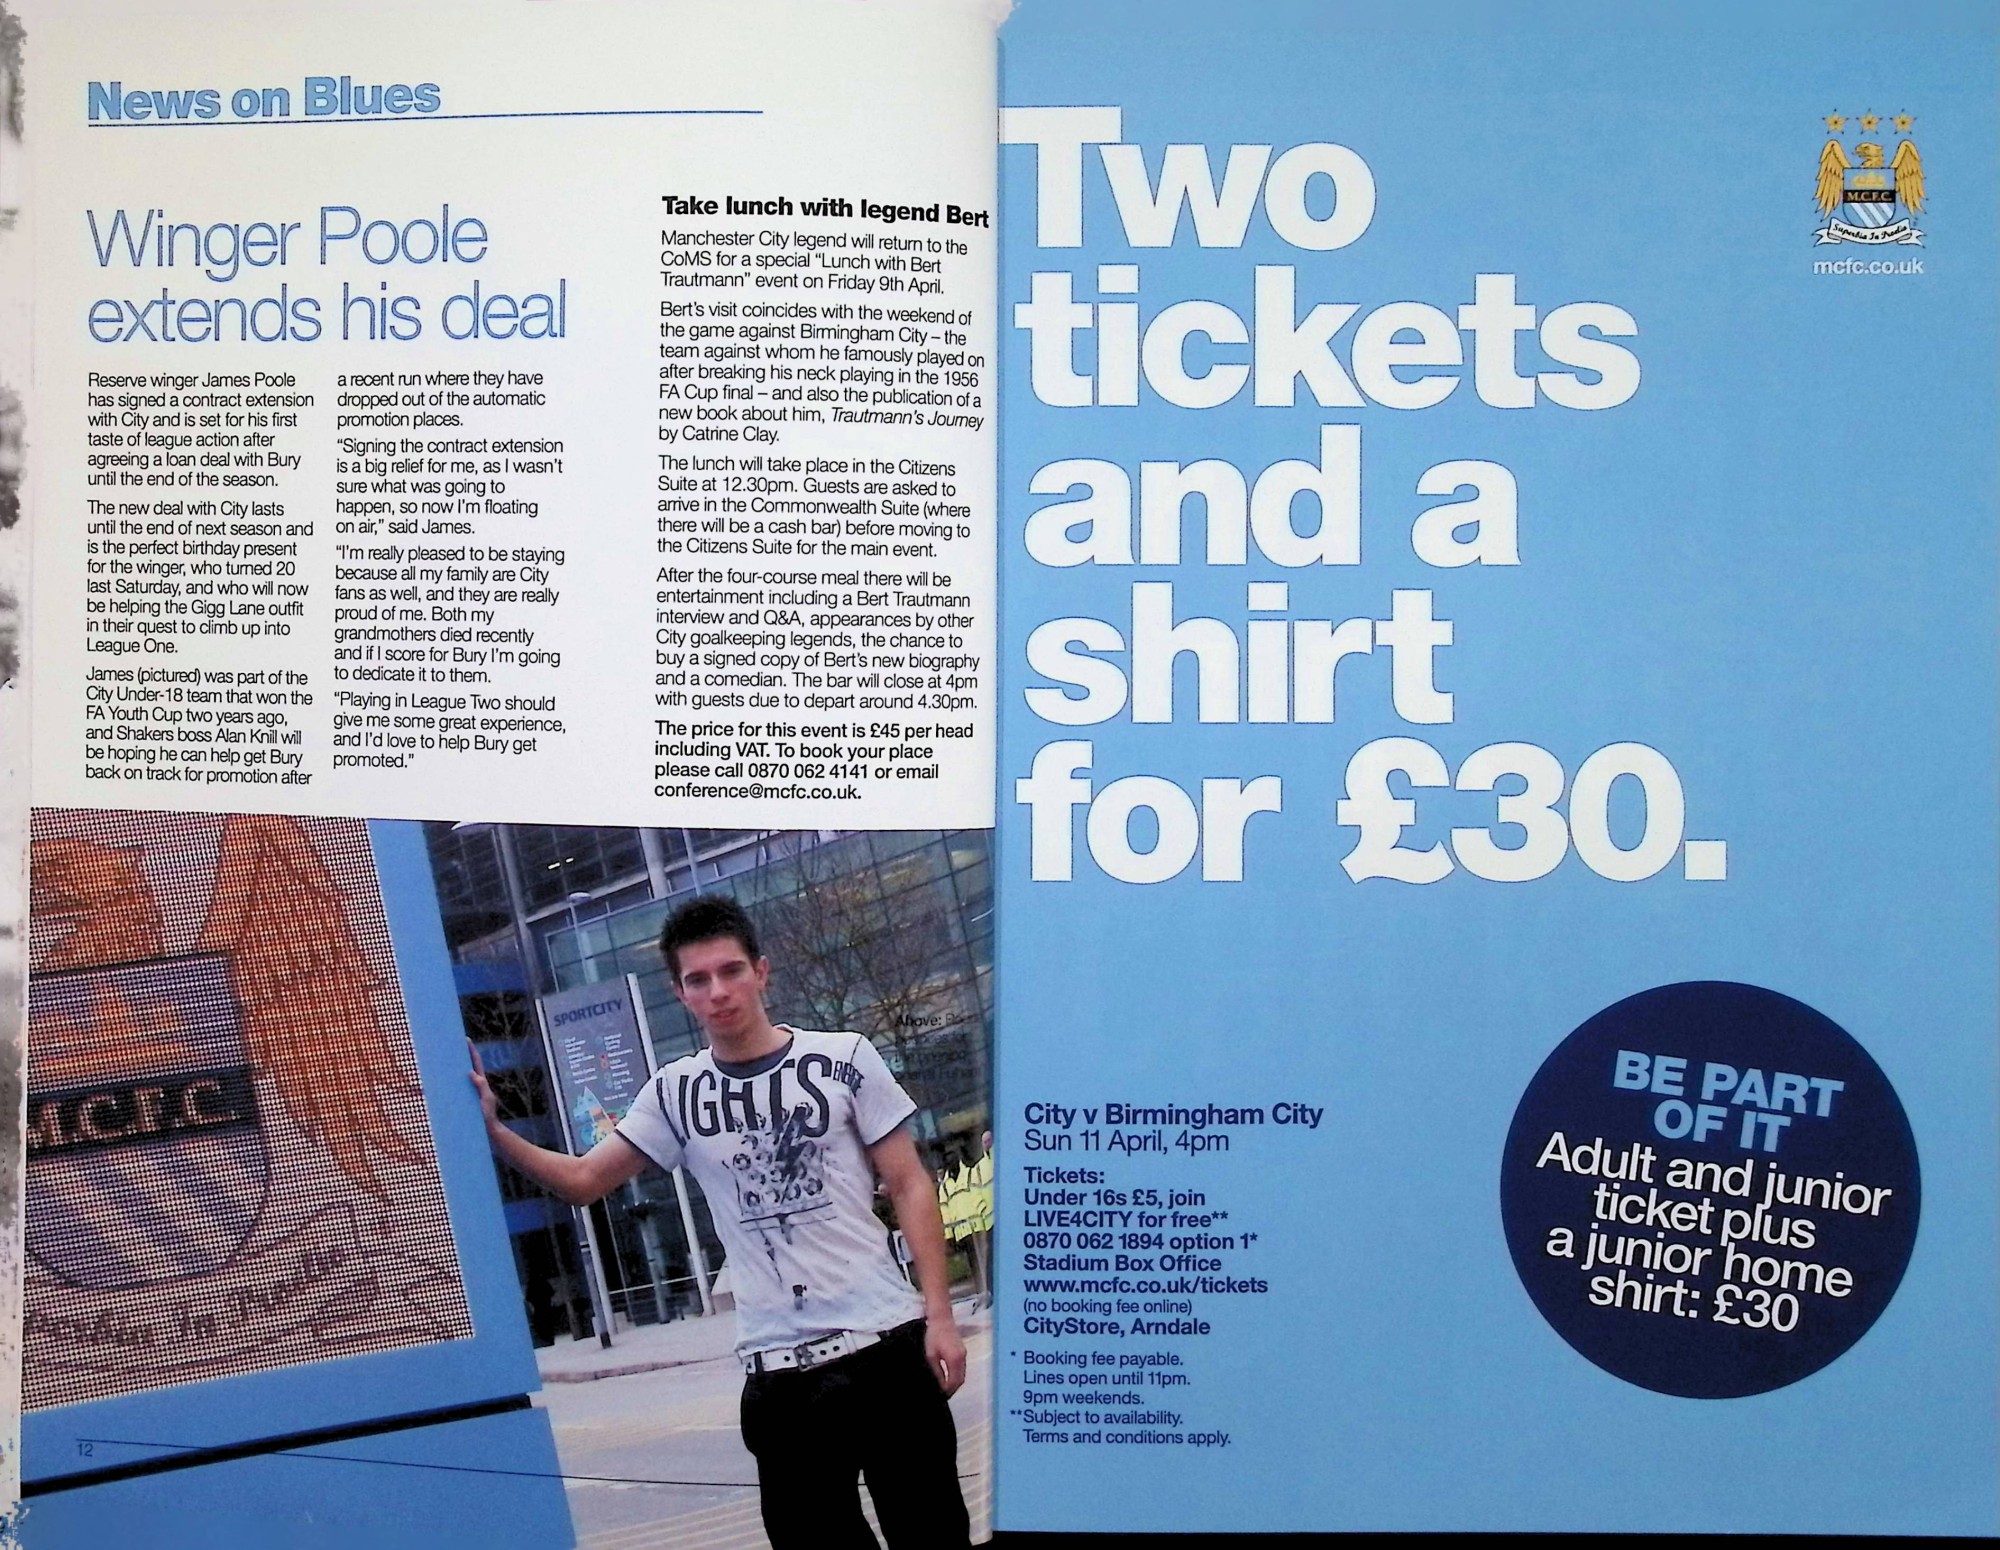 News on Blues
Winger Poole
extends his deal
Reserve winger James Poole
has signed a contract extension
with City and is set for his first
taste of league action after
agreeing a loan deal with Bury
until the end of the season.
The new deal with City lasts
until the end of next season and
is the perfect birthday present
for the winger, who turned 20
last Saturday, and who will now
be helping the Gigg Lane outfit
in their quest to climb up into
League One.
James (pictured) was part of the
City Under-18 team that won the
FA Youth Cup two years ago,
and Shakers boss Alan Knill will
be hoping he can help get Bury
back on track for promotion after
a recent run where they have
dropped out of the automatic
promotion places.
“Signing the contract extension
is a big relief for me, as I wasn’t
sure what was going to
happen, so now I’m floating
on air,” said James.
“I’m really pleased to be staying
because all my family are City
fans as well, and they are really
proud of me. Both my
grandmothers died recently
and if I score for Bury I’m going
to dedicate it to them.
“Playing in League Two should
give me some great experience,
and I’d love to help Bury get
promoted.”
Take lunch with legend Bert
Manchester City legend will return to the
CoMS for a special “Lunch with Bert
Trautmann” event on Friday 9th April.
Bert’s visit coincides with the weekend of
the game against Birmingham City – the
team against whom he famously played on
after breaking his neck playing in the 1956
FA Cup final – and also the publication of a
new book about him, Trautmann’s Journey
by Catrine Clay.
The lunch will take place in the Citizens
Suite at 12.30pm. Guests are asked to
arrive in the Commonwealth Suite (where
there will be a cash bar) before moving to
the Citizens Suite for the main event.
After the four-course meal there will be
entertainment including a Bert Trautmann
interview and Q&A, appearances by other
City goalkeeping legends, the chance to
buy a signed copy of Bert’s new biography
and a comedian. The bar will close at 4pm
with guests due to depart around 4.30pm.
The price for this event is £45 per head
including VAT. To book your place
please call 0870 062 4141 or email
conference@mcfc.co.uk.
M.C.F.C.
In
SPORTCITY
Above:
IGHTS
12
Two
tickets
and a
shirt
for £30.
M.C.F.C.
Superbia In Proelia
mcfc.co.uk
City v Birmingham City
Sun 11 April, 4pm
Tickets:
Under 16s £5, join
LIVE4CITY for free**
0870 062 1894 option 1*
Stadium Box Office
www.mcfc.co.uk/tickets
(no booking fee online)
CityStore, Arndale
* Booking fee payable.
Lines open until 11pm.
9pm weekends.
**Subject to availability.
Terms and conditions apply.
BE PART
OF IT
Adult and junior
ticket plus
a junior home
shirt: £30